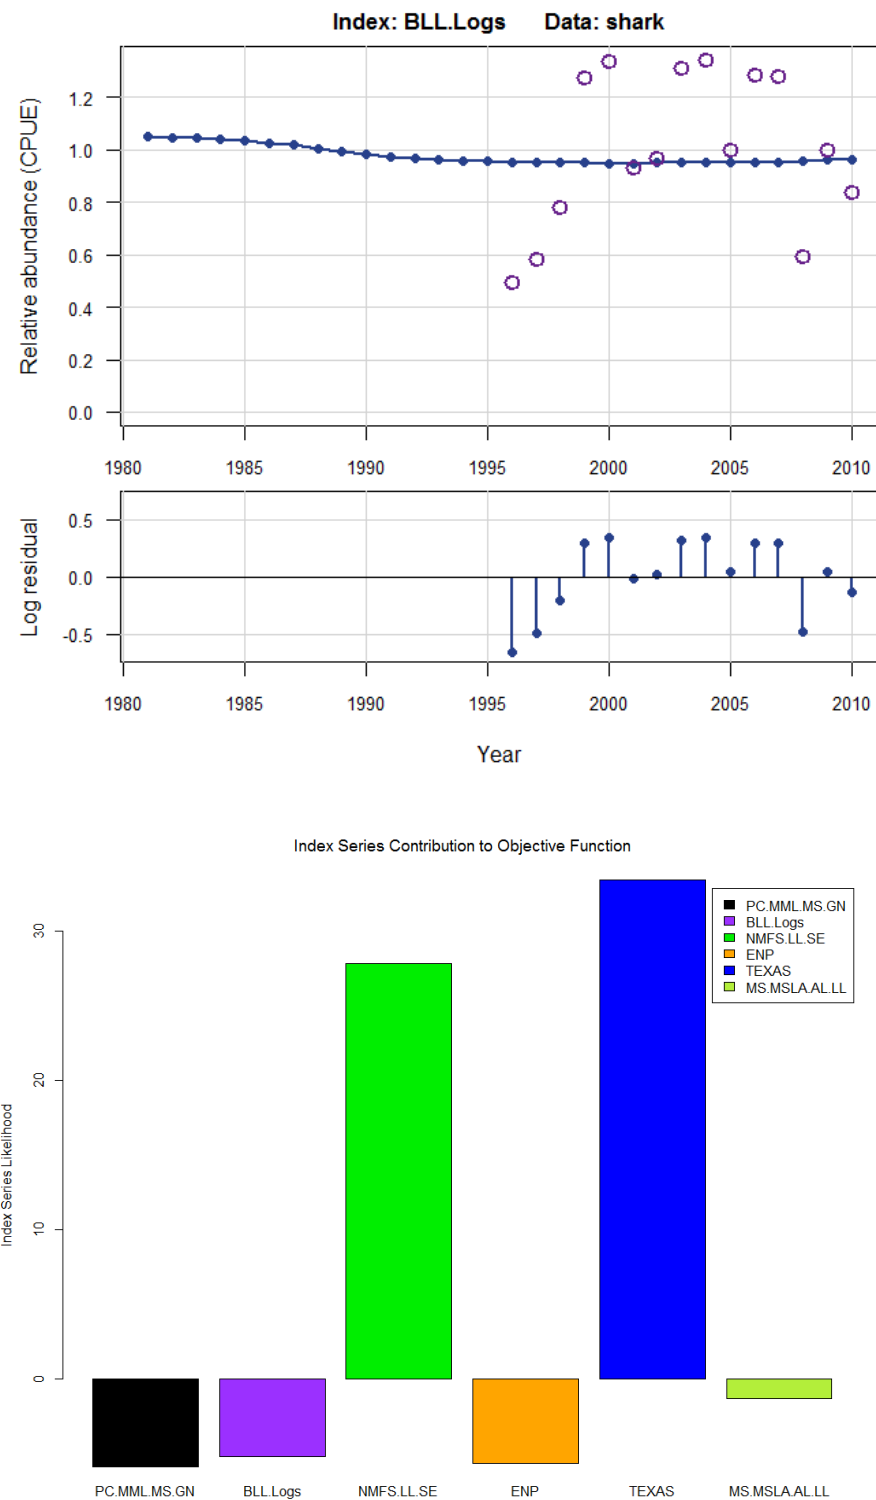 Index: BLL.Logs Data: shark
Relative abundance (CPUE)
1.2
1.0
0.8
0.6
0.4
0.2
0.0
1980 1985 1990 1995 2000 2005 2010
Log residual
0.5
0.0
-0.5
1980 1985 1990 1995 2000 2005 2010
Year
Index Series Contribution to Objective Function
Index Series Likelihood
30
20
10
0
PC.MML.MS.GN
BLL.Logs
NMFS.LL.SE
ENP
TEXAS
MS.MSLA.AL.LL
PC.MML.MS.GN BLL.Logs NMFS.LL.SE ENP TEXAS MS.MSLA.AL.LL